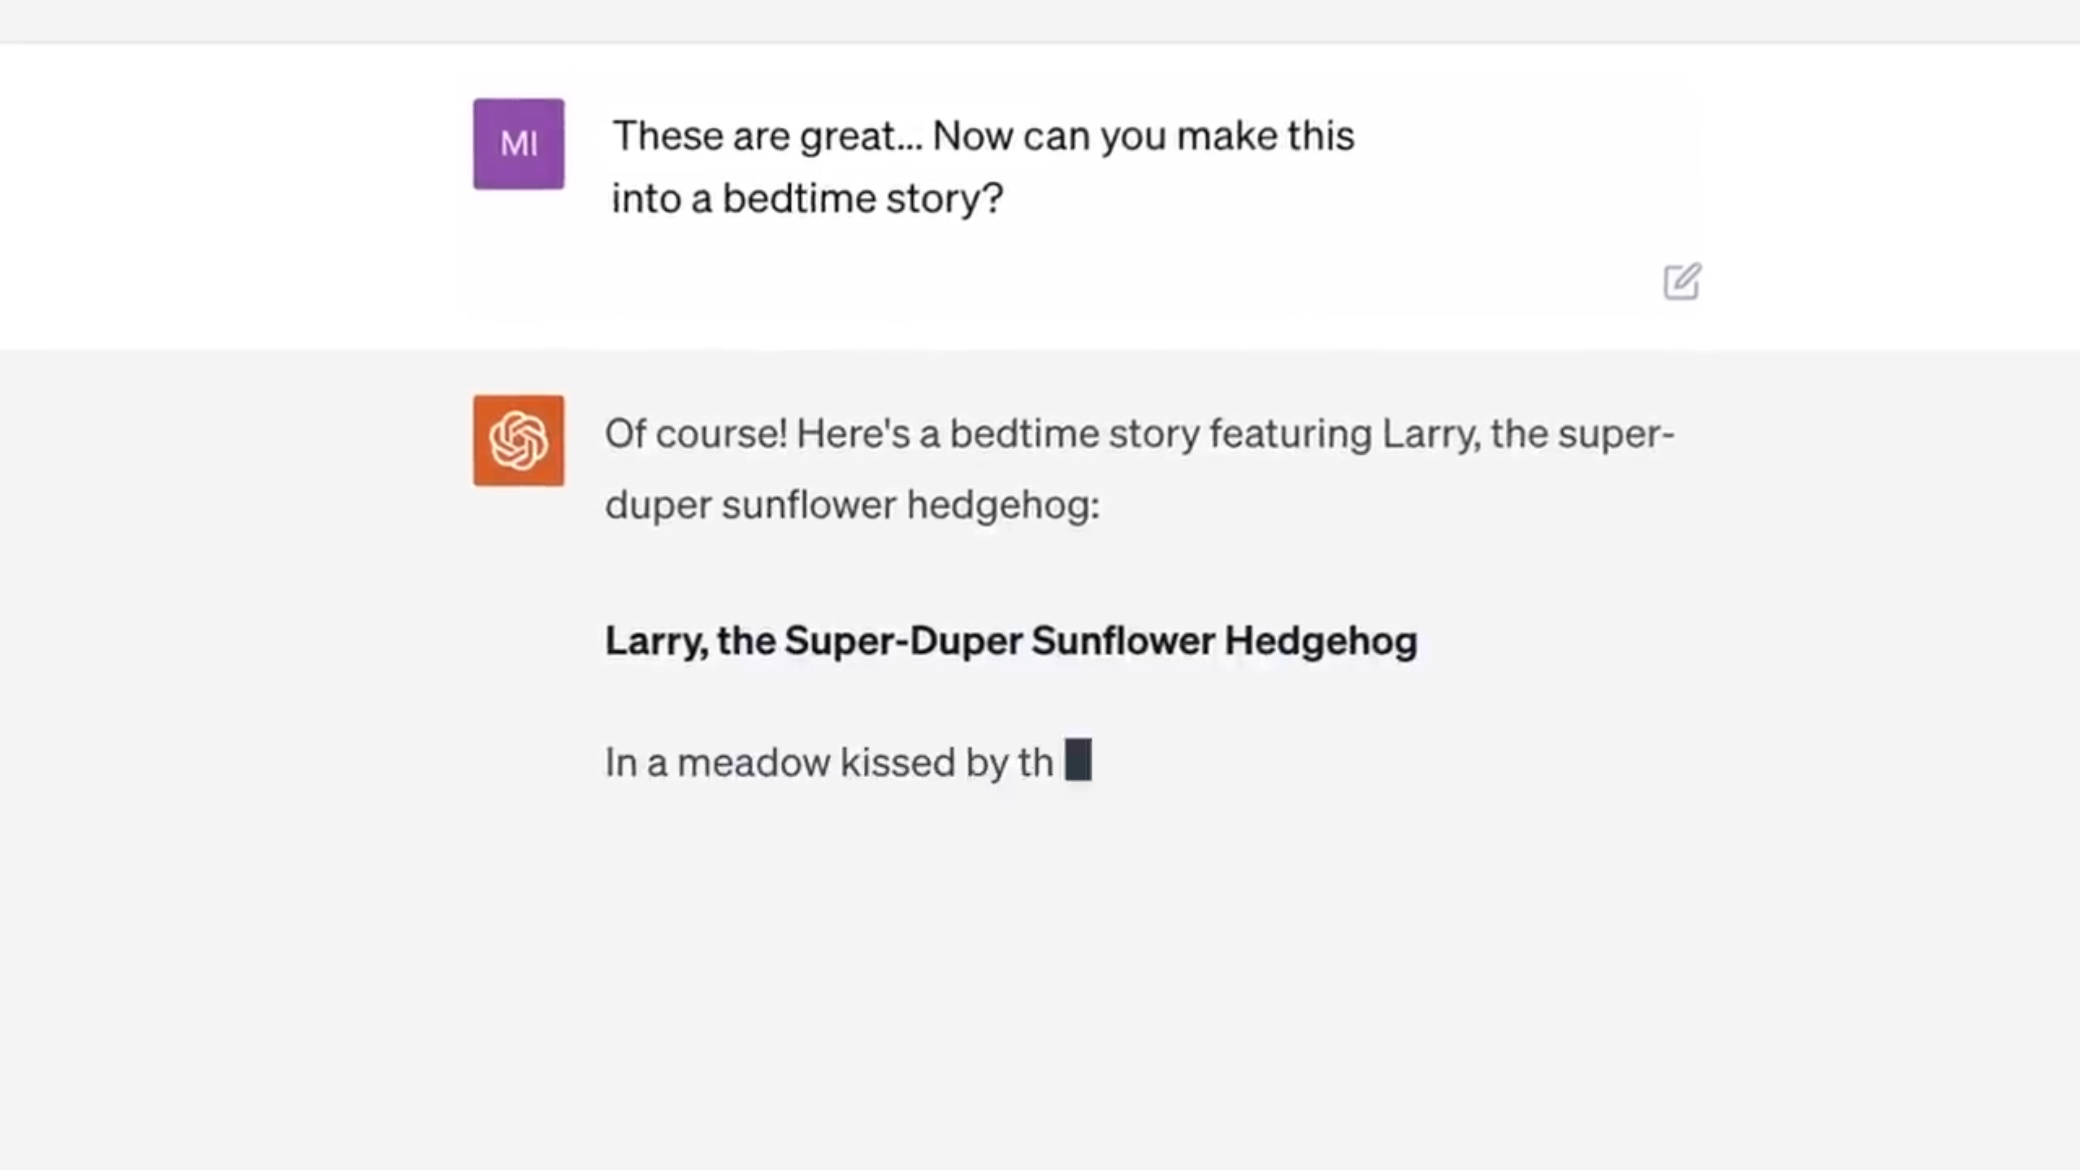 MI
These are great... Now can you make this
into a bedtime story?
Of course! Here's a bedtime story featuring Larry, the super-
duper sunflower hedgehog:
Larry, the Super-Duper Sunflower Hedgehog
In a meadow kissed by th